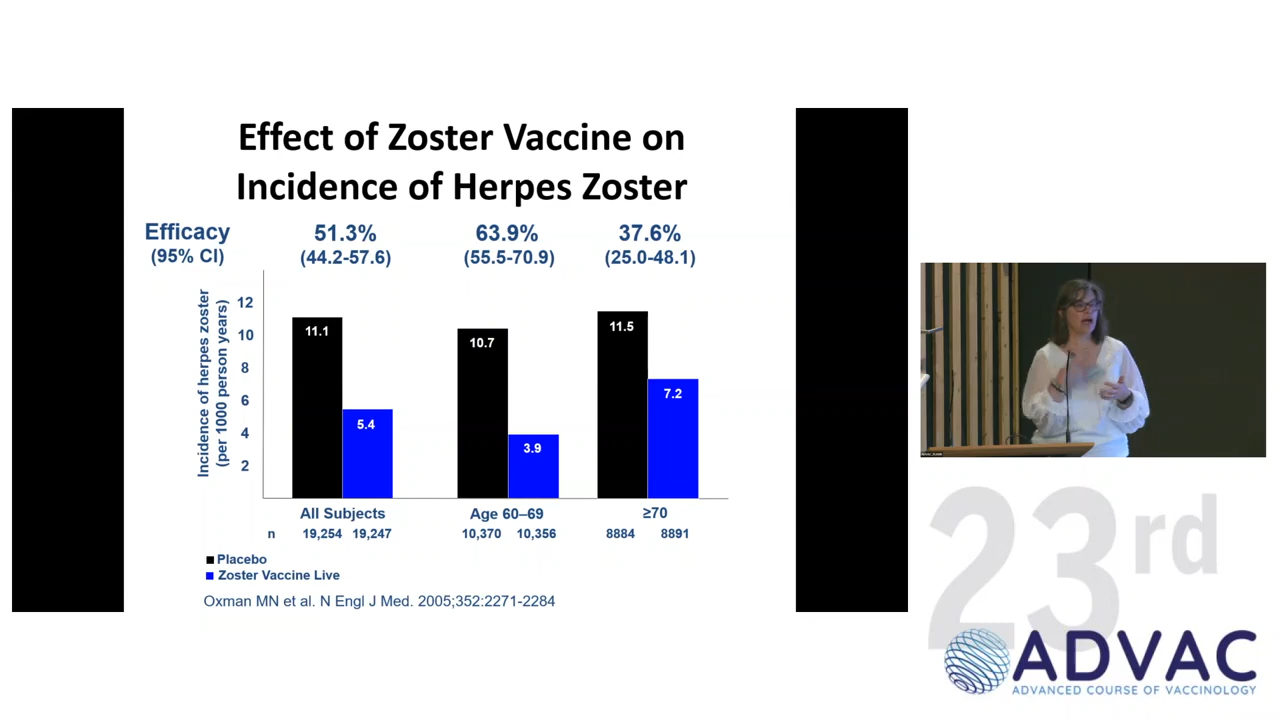 Effect of Zoster Vaccine on
Incidence of Herpes Zoster
Efficacy 51.3% 63.9% 37.6%
(95% CI) (44.2-57.6) (55.5-70.9) (25.0-48.1)
Incidence of herpes zoster
(per 1000 person years)
12
10
8
6
4
2
11.1
5.4
10.7
3.9
11.5
7.2
All Subjects Age 60–69 ≥70
n 19,254 19,247 10,370 10,356 8884 8891
Placebo
Zoster Vaccine Live
Oxman MN et al. N Engl J Med. 2005;352:2271-2284
23rd
ADVAC
ADVANCED COURSE OF VACCINOLOGY